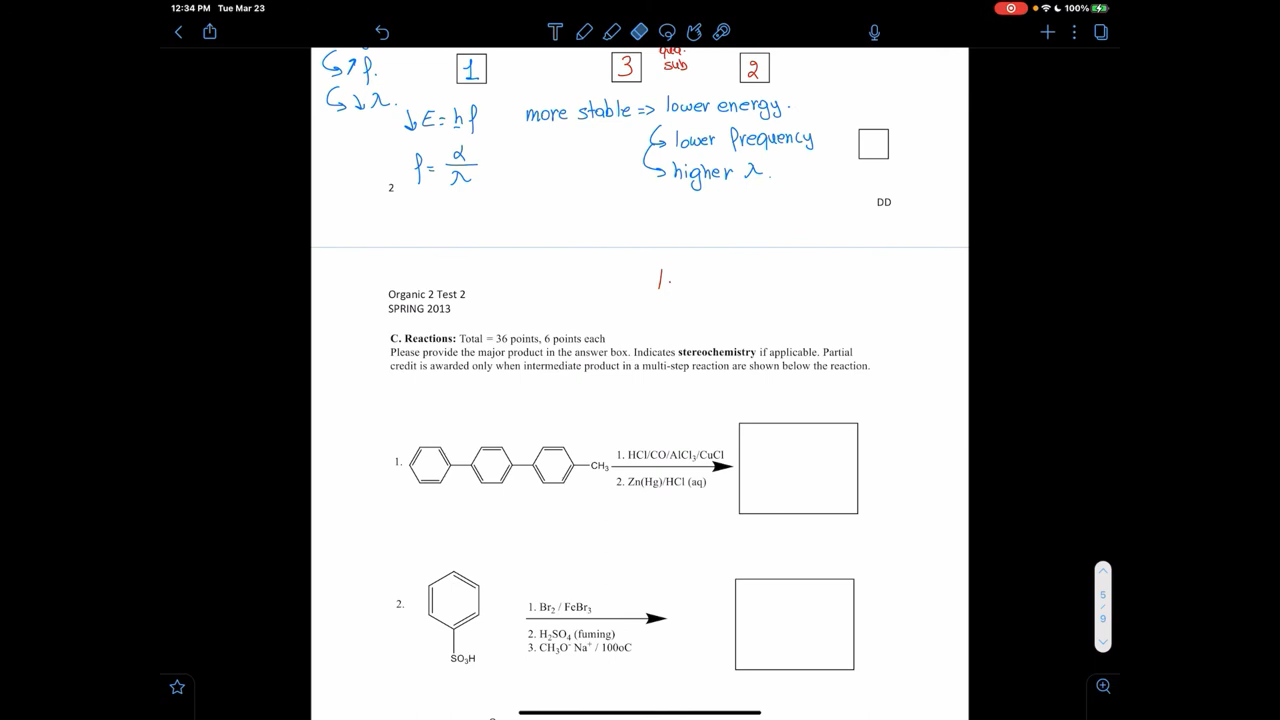 12:34 PM Tue Mar 23
100%
↳↑ f.
1
3
sub
2
↳↓ λ.
↓E = hf
more stable => lower energy.
↳ lower frequency
f = α/λ
↳ higher λ.
2
DD
1.
Organic 2 Test 2
SPRING 2013
C. Reactions: Total = 36 points, 6 points each
Please provide the major product in the answer box. Indicates stereochemistry if applicable. Partial
credit is awarded only when intermediate product in a multi-step reaction are shown below the reaction.
1.
CH3
1. HCl/CO/AlCl3/CuCl
2. Zn(Hg)/HCl (aq)
2.
SO3H
1. Br2 / FeBr3
2. H2SO4 (fuming)
3. CH3O- Na+ / 100oC
5
/
9